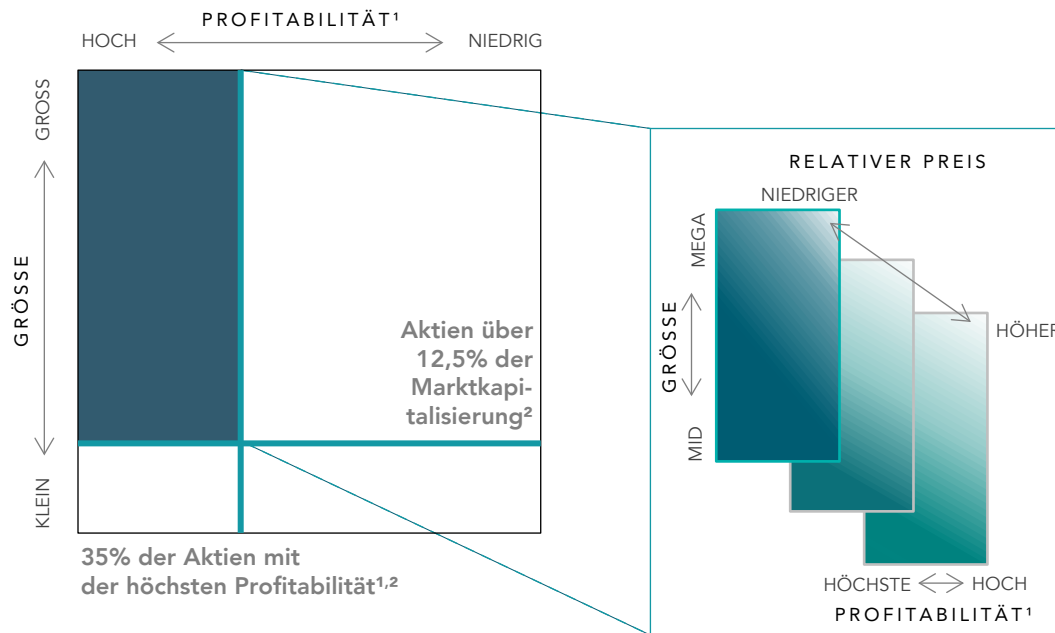 PROFITABILITÄT¹
HOCH
NIEDRIG
GROSS
GRÖSSE
KLEIN
Aktien über
12,5% der
Marktkapi-
talisierung²
35% der Aktien mit
der höchsten Profitabilität¹,²
RELATIVER PREIS
NIEDRIGER
HÖHER
MEGA
GRÖSSE
MID
HÖCHSTE
HOCH
PROFITABILITÄT¹